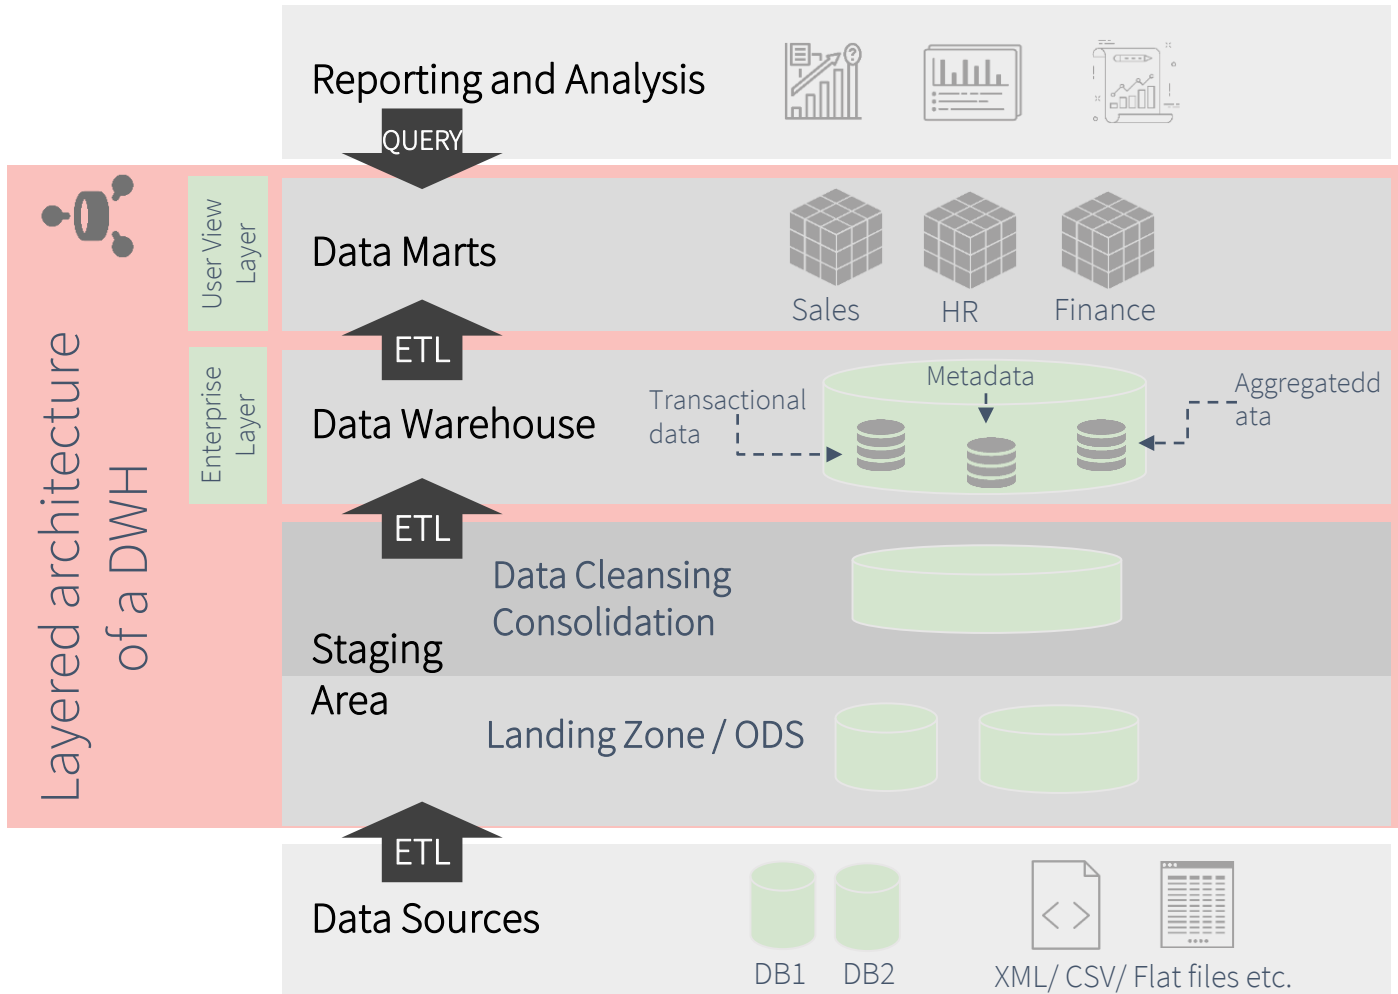 Reporting and Analysis
QUERY
Layered architecture
of a DWH
User View
Layer
Data Marts
Sales
HR
Finance
ETL
Enterprise
Layer
Data Warehouse
Transactional
data
Metadata
Aggregatedd
ata
ETL
Data Cleansing
Consolidation
Staging
Area
Landing Zone / ODS
ETL
Data Sources
DB1
DB2
XML/ CSV/ Flat files etc.